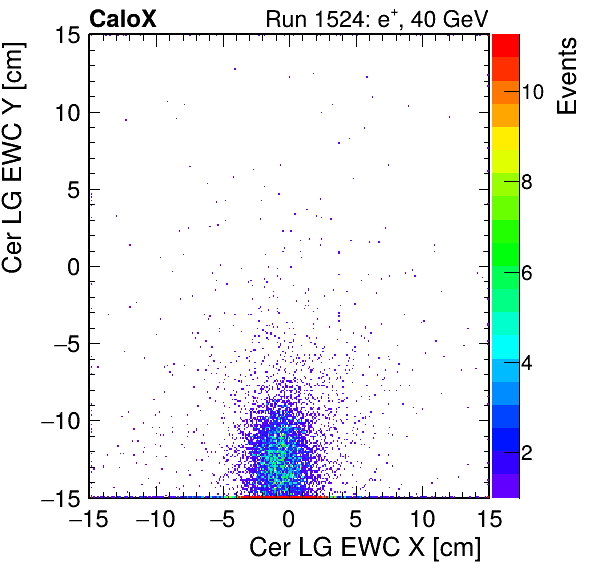 CaloX Run 1524: e⁺, 40 GeV
Cer LG EWC Y [cm]
15
10
5
0
−5
−10
−15
−15 −10 −5 0 5 10 15
Cer LG EWC X [cm]
Events
10
8
6
4
2